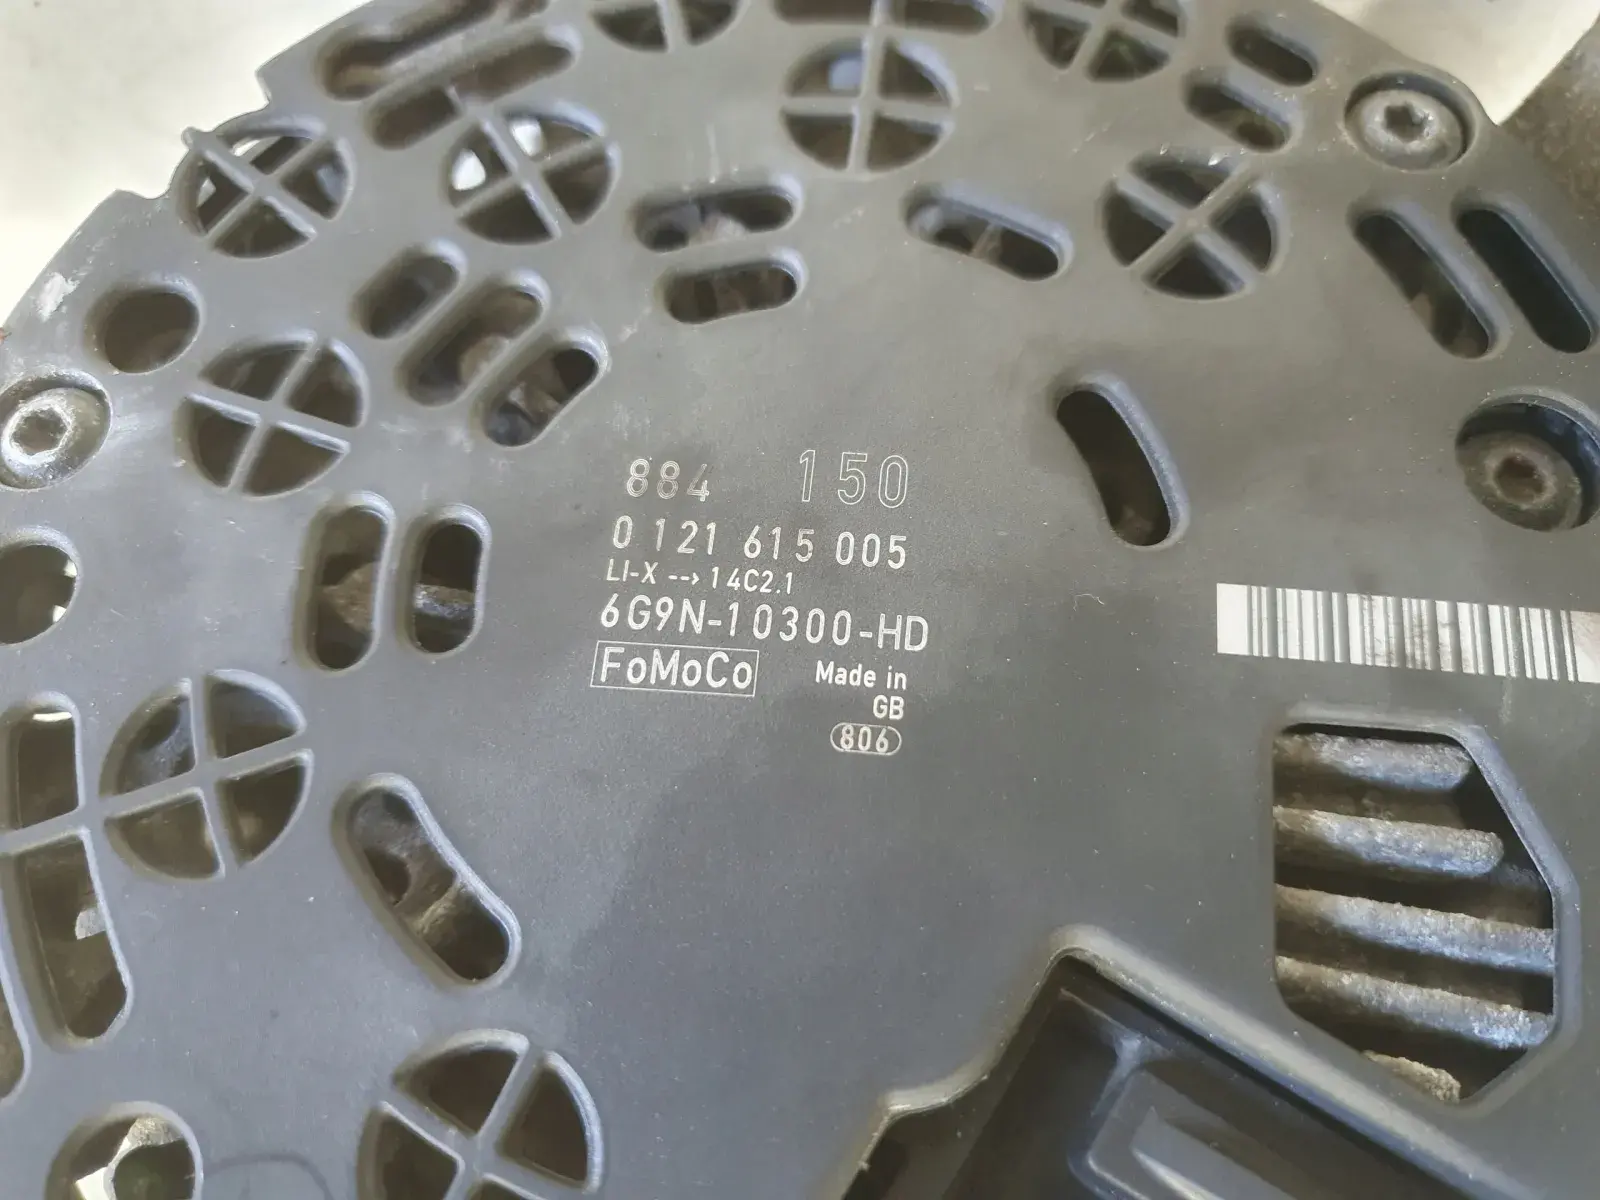 884 150
0 121 615 005
LI-X --> 14C2.1
6G9N-10300-HD
FoMoCo Made in
GB
806